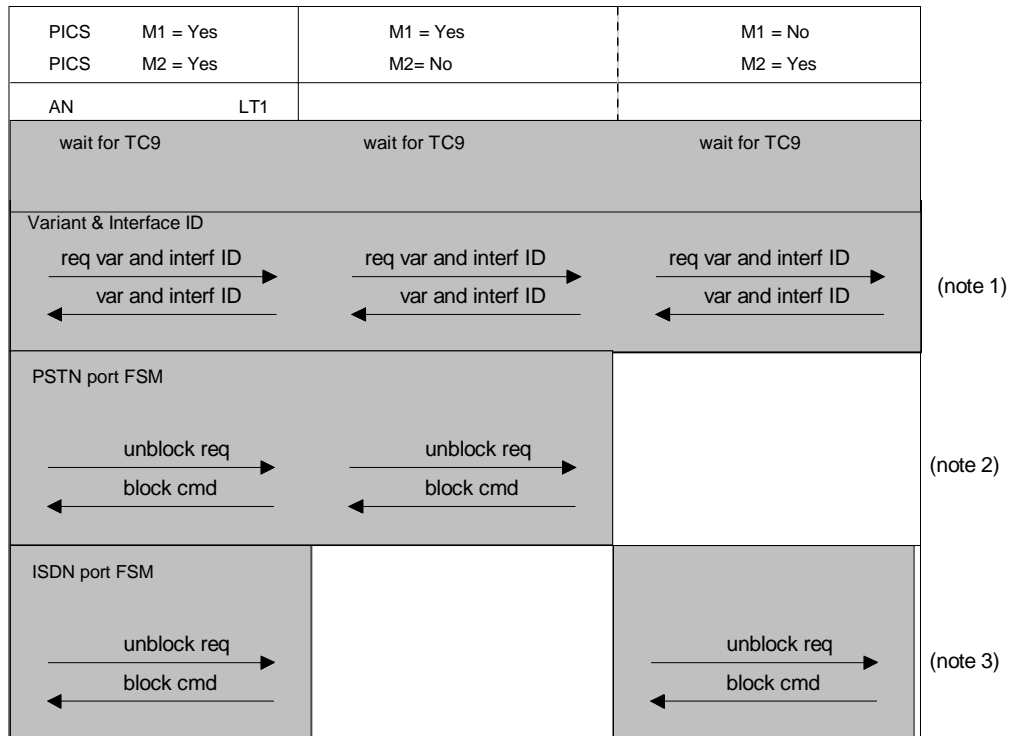 PICS M1 = Yes M1 = Yes M1 = No
PICS M2 = Yes M2= No M2 = Yes
AN LT1
wait for TC9 wait for TC9 wait for TC9
Variant & Interface ID
req var and interf ID req var and interf ID req var and interf ID
var and interf ID var and interf ID var and interf ID
(note 1)
PSTN port FSM
unblock req unblock req
block cmd block cmd
(note 2)
ISDN port FSM
unblock req unblock req
block cmd block cmd
(note 3)